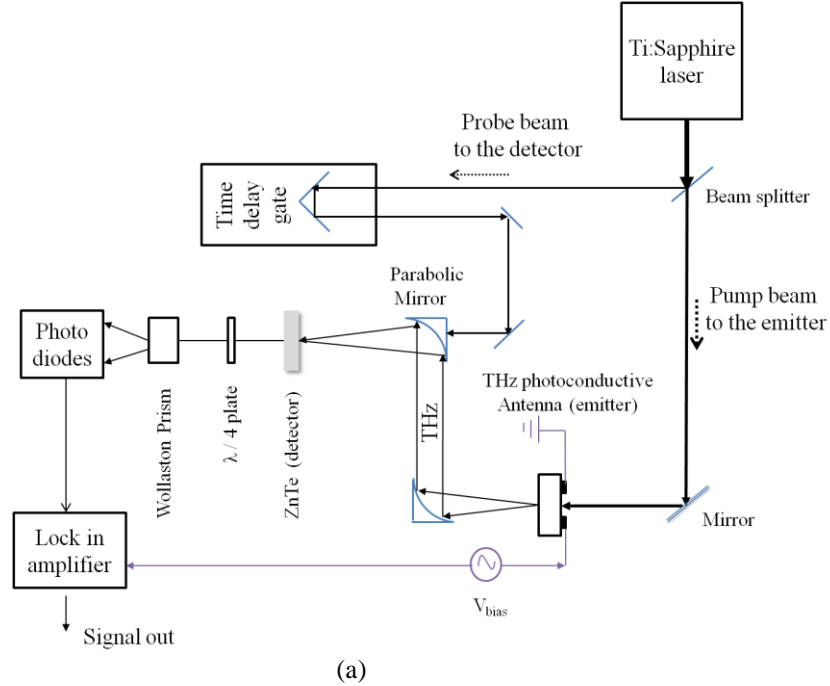 Ti:Sapphire
laser
Probe beam
to the detector
Time
delay
gate
Beam splitter
Parabolic
Mirror
Pump beam
to the emitter
Photo
diodes
THz photoconductive
Antenna (emitter)
THz
Wollaston Prism
λ / 4 plate
ZnTe (detector)
Mirror
Lock in
amplifier
Vbias
Signal out
(a)